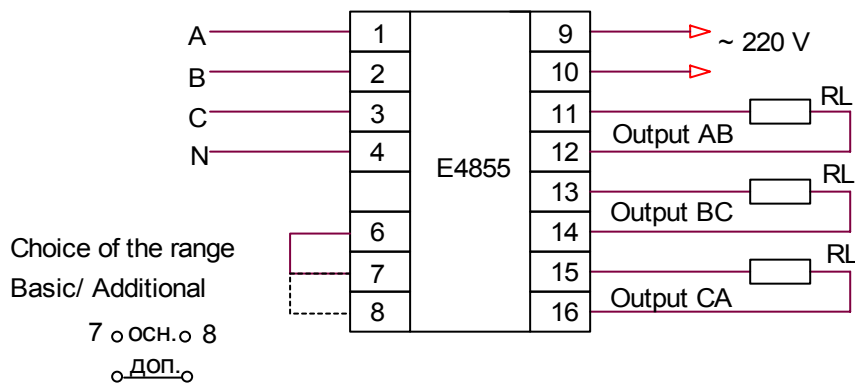 A 1 9 ~ 220 V
B 2 10
C 3 11 RL
Output AB
N 4 12
E4855 RL
13
Output BC
6 14
Choice of the range
7 15 RL
Basic/ Additional
Output CA
8 16
7 осн. 8
доп.